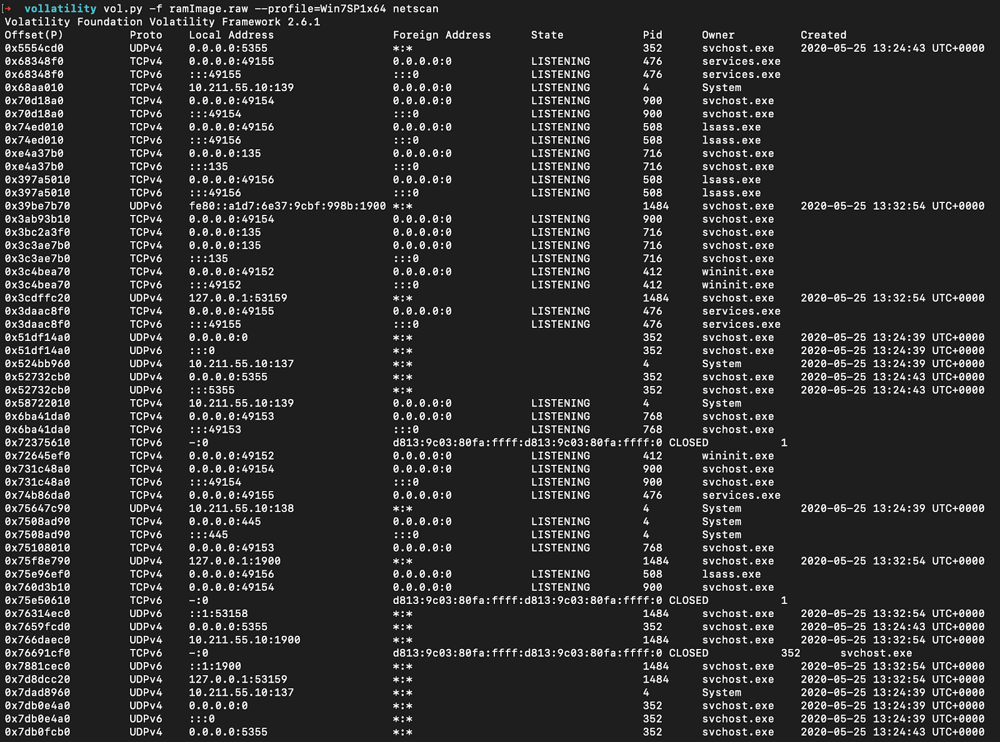 [➜  vollatility vol.py -f ramImage.raw --profile=Win7SP1x64 netscan
Volatility Foundation Volatility Framework 2.6.1
Offset(P)          Proto    Local Address                  Foreign Address      State            Pid      Owner          Created
0x5554cd0          UDPv4    0.0.0.0:5355                   *:*                                   352      svchost.exe    2020-05-25 13:24:43 UTC+0000
0x68348f0          TCPv4    0.0.0.0:49155                  0.0.0.0:0            LISTENING        476      services.exe
0x68348f0          TCPv6    :::49155                       :::0                 LISTENING        476      services.exe
0x68aa010          TCPv4    10.211.55.10:139               0.0.0.0:0            LISTENING        4        System
0x70d18a0          TCPv4    0.0.0.0:49154                  0.0.0.0:0            LISTENING        900      svchost.exe
0x70d18a0          TCPv6    :::49154                       :::0                 LISTENING        900      svchost.exe
0x74ed010          TCPv4    0.0.0.0:49156                  0.0.0.0:0            LISTENING        508      lsass.exe
0x74ed010          TCPv6    :::49156                       :::0                 LISTENING        508      lsass.exe
0xe4a37b0          TCPv4    0.0.0.0:135                    0.0.0.0:0            LISTENING        716      svchost.exe
0xe4a37b0          TCPv6    :::135                         :::0                 LISTENING        716      svchost.exe
0x397a5010         TCPv4    0.0.0.0:49156                  0.0.0.0:0            LISTENING        508      lsass.exe
0x397a5010         TCPv6    :::49156                       :::0                 LISTENING        508      lsass.exe
0x39be7b70         UDPv6    fe80::a1d7:6e37:9cbf:998b:1900 *:*                                   1484     svchost.exe    2020-05-25 13:32:54 UTC+0000
0x3ab93b10         TCPv4    0.0.0.0:49154                  0.0.0.0:0            LISTENING        900      svchost.exe
0x3bc2a3f0         TCPv4    0.0.0.0:135                    0.0.0.0:0            LISTENING        716      svchost.exe
0x3c3ae7b0         TCPv4    0.0.0.0:135                    0.0.0.0:0            LISTENING        716      svchost.exe
0x3c3ae7b0         TCPv6    :::135                         :::0                 LISTENING        716      svchost.exe
0x3c4bea70         TCPv4    0.0.0.0:49152                  0.0.0.0:0            LISTENING        412      wininit.exe
0x3c4bea70         TCPv6    :::49152                       :::0                 LISTENING        412      wininit.exe
0x3cdffc20         UDPv4    127.0.0.1:53159                *:*                                   1484     svchost.exe    2020-05-25 13:32:54 UTC+0000
0x3daac8f0         TCPv4    0.0.0.0:49155                  0.0.0.0:0            LISTENING        476      services.exe
0x3daac8f0         TCPv6    :::49155                       :::0                 LISTENING        476      services.exe
0x51df14a0         UDPv4    0.0.0.0:0                      *:*                                   352      svchost.exe    2020-05-25 13:24:39 UTC+0000
0x51df14a0         UDPv6    :::0                           *:*                                   352      svchost.exe    2020-05-25 13:24:39 UTC+0000
0x524bb960         UDPv4    10.211.55.10:137               *:*                                   4        System         2020-05-25 13:24:39 UTC+0000
0x52732cb0         UDPv4    0.0.0.0:5355                   *:*                                   352      svchost.exe    2020-05-25 13:24:43 UTC+0000
0x52732cb0         UDPv6    :::5355                        *:*                                   352      svchost.exe    2020-05-25 13:24:43 UTC+0000
0x58722010         TCPv4    10.211.55.10:139               0.0.0.0:0            LISTENING        4        System
0x6ba41da0         TCPv4    0.0.0.0:49153                  0.0.0.0:0            LISTENING        768      svchost.exe
0x6ba41da0         TCPv6    :::49153                       :::0                 LISTENING        768      svchost.exe
0x72375610         TCPv6    -:0                            d813:9c03:80fa:ffff:d813:9c03:80fa:ffff:0 CLOSED           1
0x72645ef0         TCPv4    0.0.0.0:49152                  0.0.0.0:0            LISTENING        412      wininit.exe
0x731c48a0         TCPv4    0.0.0.0:49154                  0.0.0.0:0            LISTENING        900      svchost.exe
0x731c48a0         TCPv6    :::49154                       :::0                 LISTENING        900      svchost.exe
0x74b86da0         TCPv4    0.0.0.0:49155                  0.0.0.0:0            LISTENING        476      services.exe
0x75647c90         UDPv4    10.211.55.10:138               *:*                                   4        System         2020-05-25 13:24:39 UTC+0000
0x7508ad90         TCPv4    0.0.0.0:445                    0.0.0.0:0            LISTENING        4        System
0x7508ad90         TCPv6    :::445                         :::0                 LISTENING        4        System
0x75108010         TCPv4    0.0.0.0:49153                  0.0.0.0:0            LISTENING        768      svchost.exe
0x75f8e790         UDPv4    127.0.0.1:1900                 *:*                                   1484     svchost.exe    2020-05-25 13:32:54 UTC+0000
0x75e96ef0         TCPv4    0.0.0.0:49156                  0.0.0.0:0            LISTENING        508      lsass.exe
0x760d3b10         TCPv4    0.0.0.0:49154                  0.0.0.0:0            LISTENING        900      svchost.exe
0x75e50610         TCPv6    -:0                            d813:9c03:80fa:ffff:d813:9c03:80fa:ffff:0 CLOSED           1
0x76314ec0         UDPv6    ::1:53158                      *:*                                   1484     svchost.exe    2020-05-25 13:32:54 UTC+0000
0x7659fcd0         UDPv4    0.0.0.0:5355                   *:*                                   352      svchost.exe    2020-05-25 13:24:43 UTC+0000
0x766daec0         UDPv4    10.211.55.10:1900              *:*                                   1484     svchost.exe    2020-05-25 13:32:54 UTC+0000
0x76691cf0         TCPv6    -:0                            d813:9c03:80fa:ffff:d813:9c03:80fa:ffff:0 CLOSED           352      svchost.exe
0x7881cec0         UDPv6    ::1:1900                       *:*                                   1484     svchost.exe    2020-05-25 13:32:54 UTC+0000
0x7d8dcc20         UDPv4    127.0.0.1:53159                *:*                                   1484     svchost.exe    2020-05-25 13:32:54 UTC+0000
0x7dad8960         UDPv4    10.211.55.10:137               *:*                                   4        System         2020-05-25 13:24:39 UTC+0000
0x7db0e4a0         UDPv4    0.0.0.0:0                      *:*                                   352      svchost.exe    2020-05-25 13:24:39 UTC+0000
0x7db0e4a0         UDPv6    :::0                           *:*                                   352      svchost.exe    2020-05-25 13:24:39 UTC+0000
0x7db0fcb0         UDPv4    0.0.0.0:5355                   *:*                                   352      svchost.exe    2020-05-25 13:24:43 UTC+0000